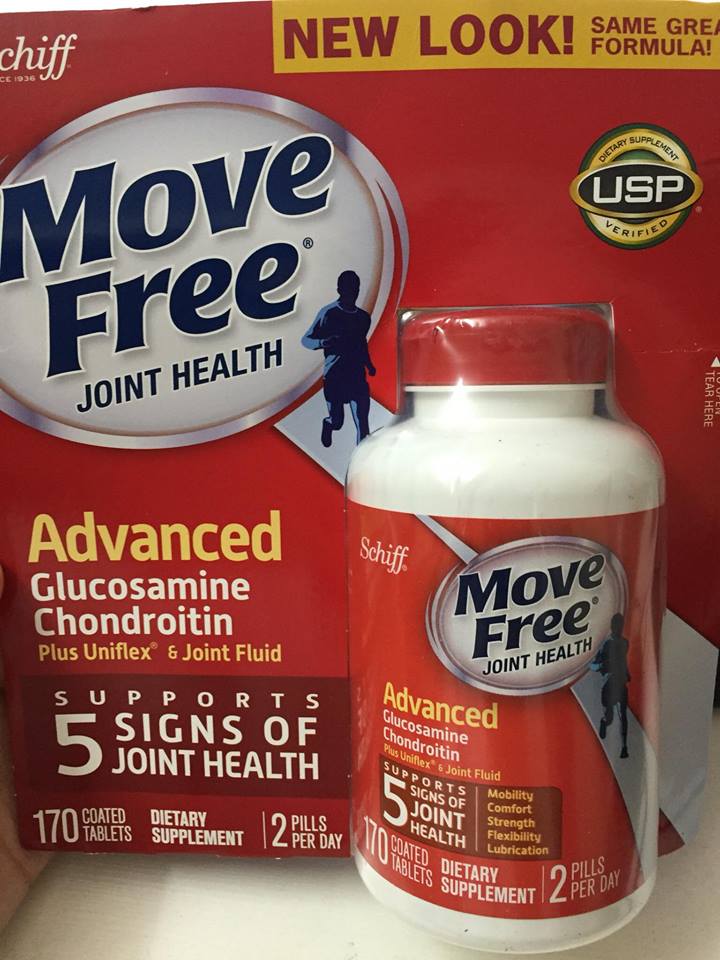 chiff
CE 1936
NEW LOOK!
SAME GREA
FORMULA!
Move
Free®
JOINT HEALTH
DIETARY SUPPLEMENT
USP
VERIFIED
TEAR HERE
Advanced
Glucosamine
Chondroitin
Plus Uniflex® & Joint Fluid
SUPPORTS
5 SIGNS OF
JOINT HEALTH
170 COATED
TABLETS
DIETARY
SUPPLEMENT
2 PILLS
PER DAY
Schiff®
Move
Free®
JOINT HEALTH
Advanced
Glucosamine
Chondroitin
Plus Uniflex® & Joint Fluid
SUPPORTS
5 SIGNS OF
JOINT
HEALTH
Mobility
Comfort
Strength
Flexibility
Lubrication
170 COATED
TABLETS
DIETARY
SUPPLEMENT
2 PILLS
PER DAY